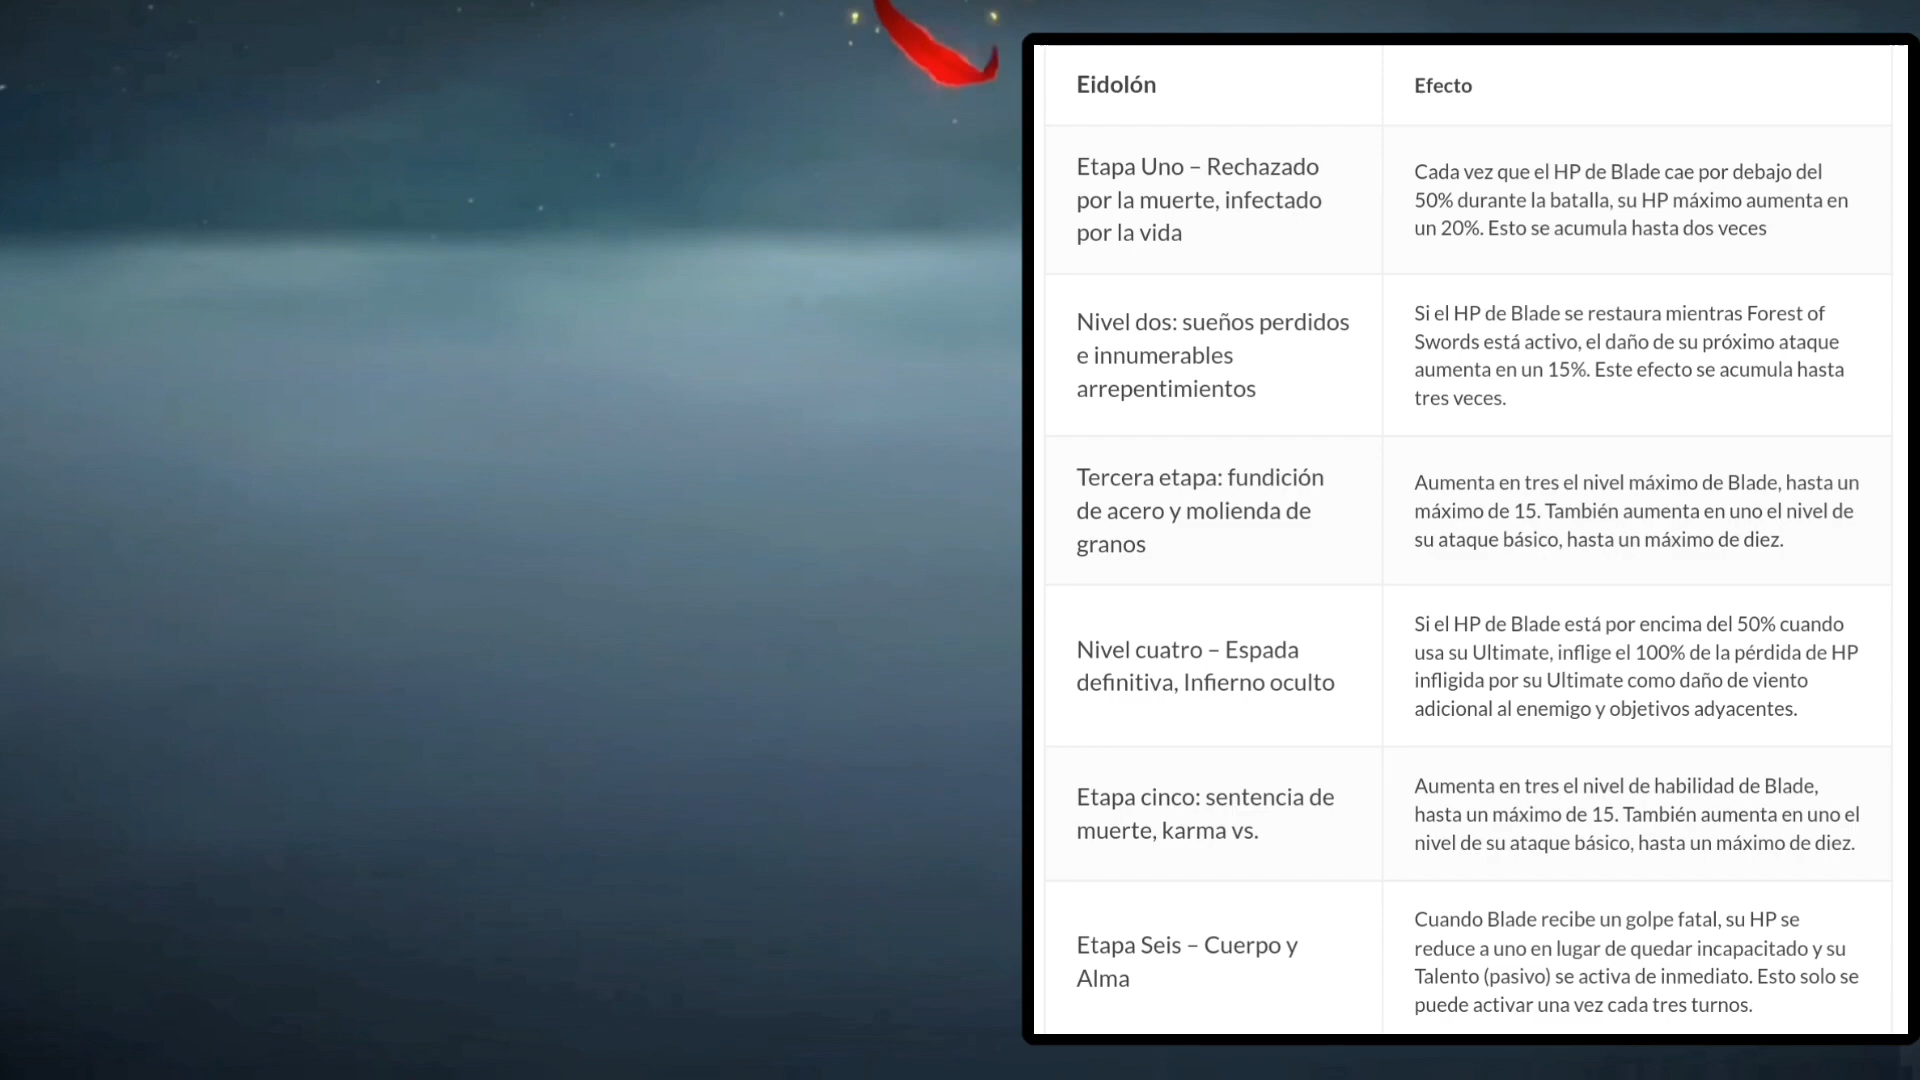 Eidolón
Efecto
Etapa Uno – Rechazado
por la muerte, infectado
por la vida
Cada vez que el HP de Blade cae por debajo del
50% durante la batalla, su HP máximo aumenta en
un 20%. Esto se acumula hasta dos veces
Nivel dos: sueños perdidos
e innumerables
arrepentimientos
Si el HP de Blade se restaura mientras Forest of
Swords está activo, el daño de su próximo ataque
aumenta en un 15%. Este efecto se acumula hasta
tres veces.
Tercera etapa: fundición
de acero y molienda de
granos
Aumenta en tres el nivel máximo de Blade, hasta un
máximo de 15. También aumenta en uno el nivel de
su ataque básico, hasta un máximo de diez.
Nivel cuatro – Espada
definitiva, Infierno oculto
Si el HP de Blade está por encima del 50% cuando
usa su Ultimate, inflige el 100% de la pérdida de HP
infligida por su Ultimate como daño de viento
adicional al enemigo y objetivos adyacentes.
Etapa cinco: sentencia de
muerte, karma vs.
Aumenta en tres el nivel de habilidad de Blade,
hasta un máximo de 15. También aumenta en uno el
nivel de su ataque básico, hasta un máximo de diez.
Etapa Seis – Cuerpo y
Alma
Cuando Blade recibe un golpe fatal, su HP se
reduce a uno en lugar de quedar incapacitado y su
Talento (pasivo) se activa de inmediato. Esto solo se
puede activar una vez cada tres turnos.